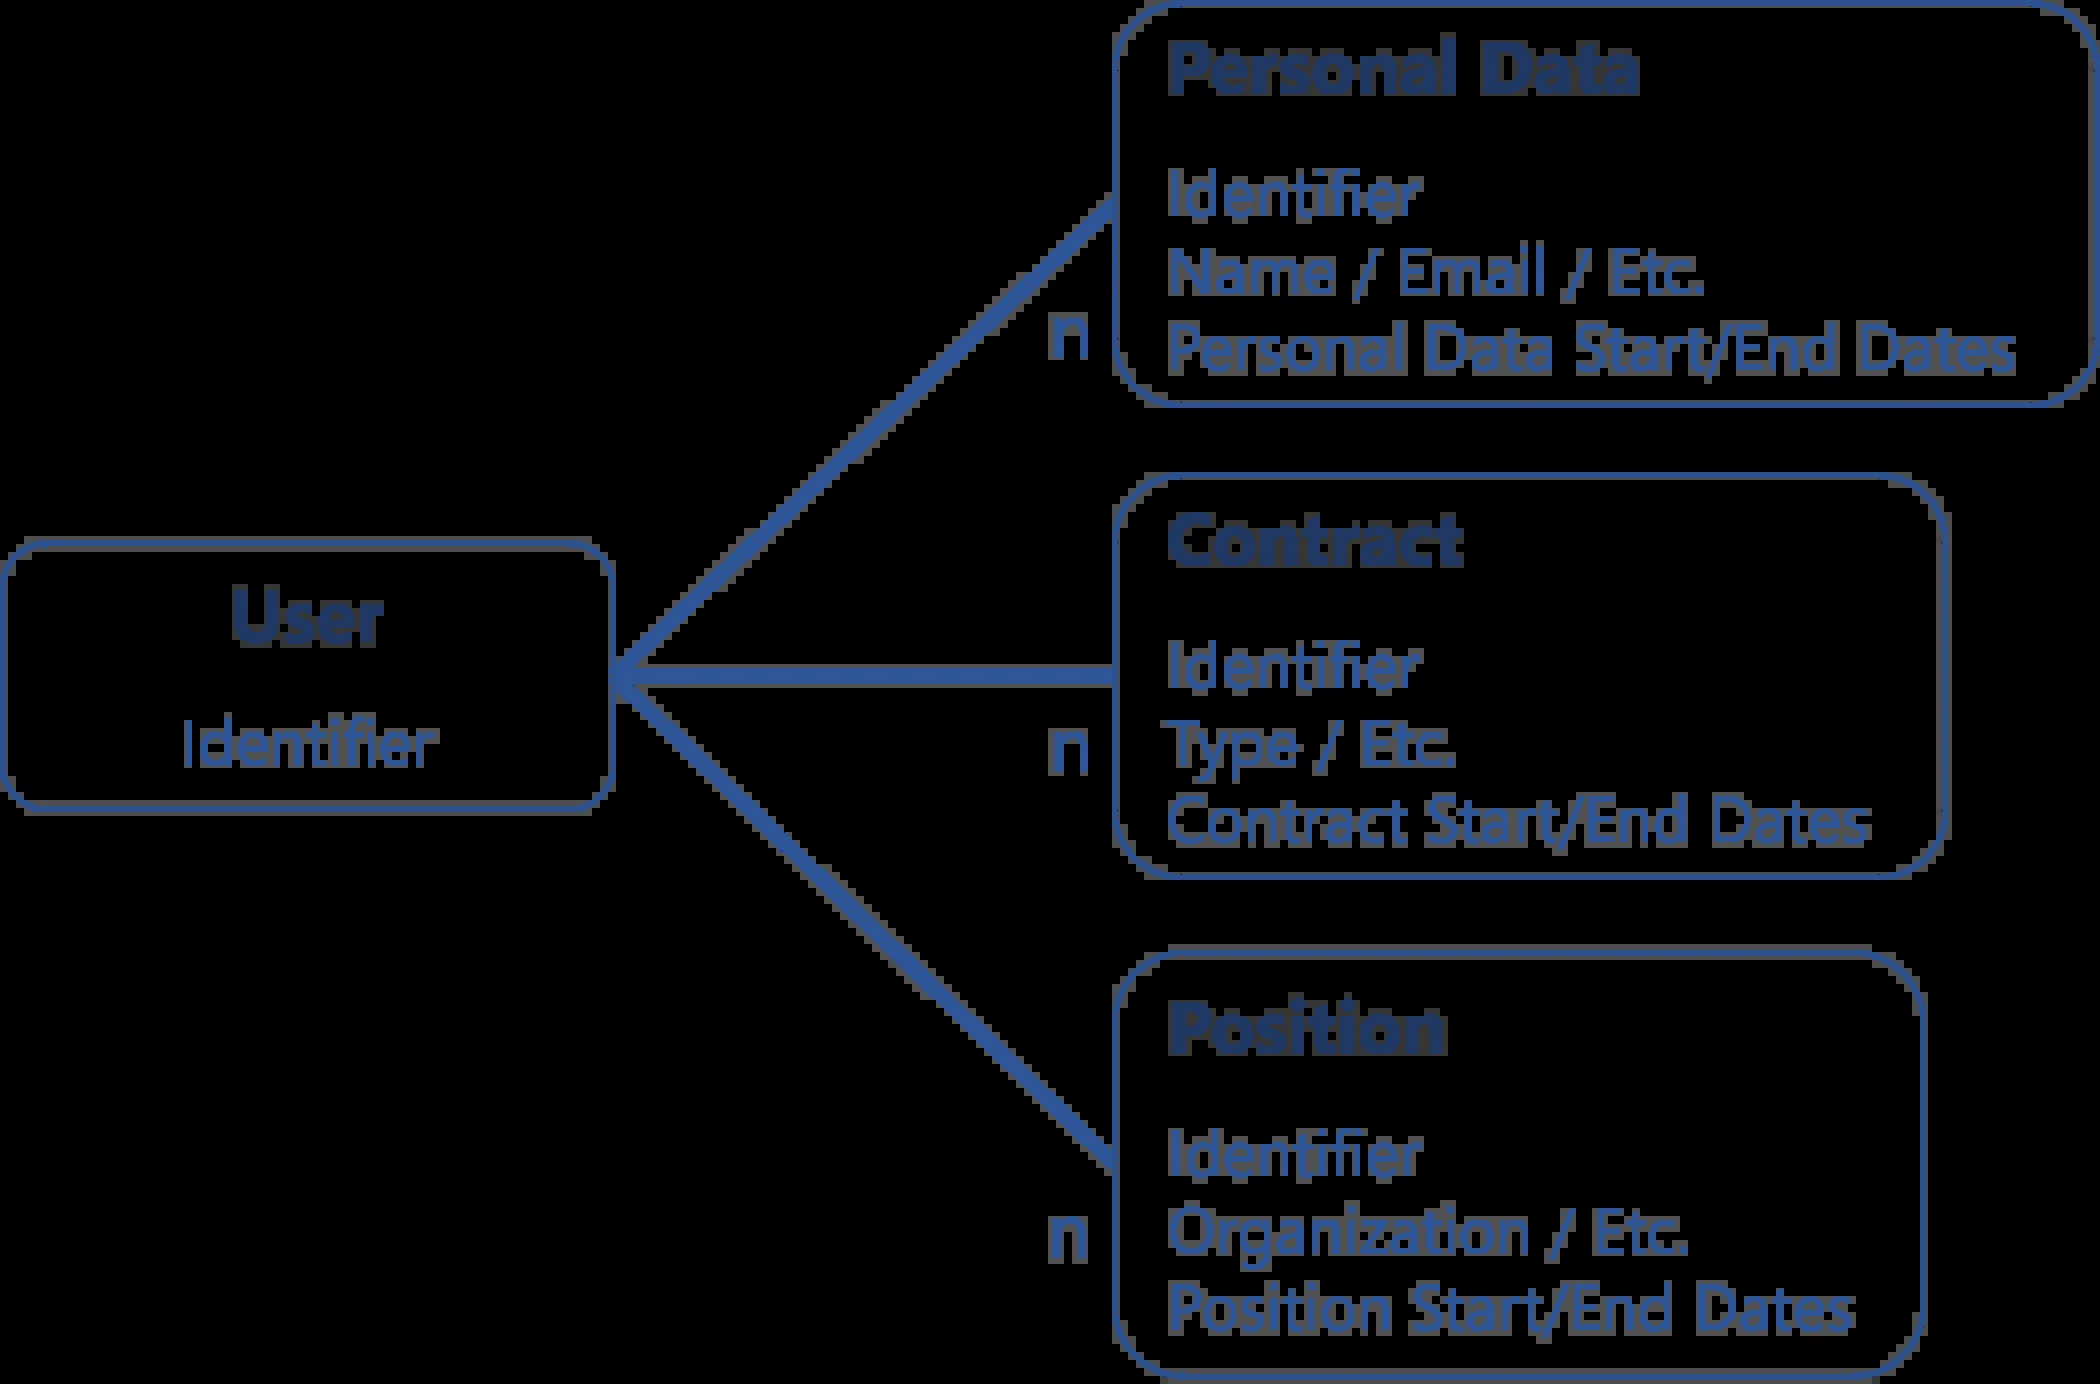 User
Identifier
n
Personal Data
Identifier
Name / Email / Etc.
Personal Data Start/End Dates
n
Contract
Identifier
Type / Etc.
Contract Start/End Dates
n
Position
Identifier
Organization / Etc.
Position Start/End Dates